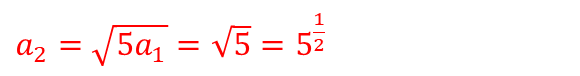 a₂ = √(5a₁) = √5 = 5^(1/2)